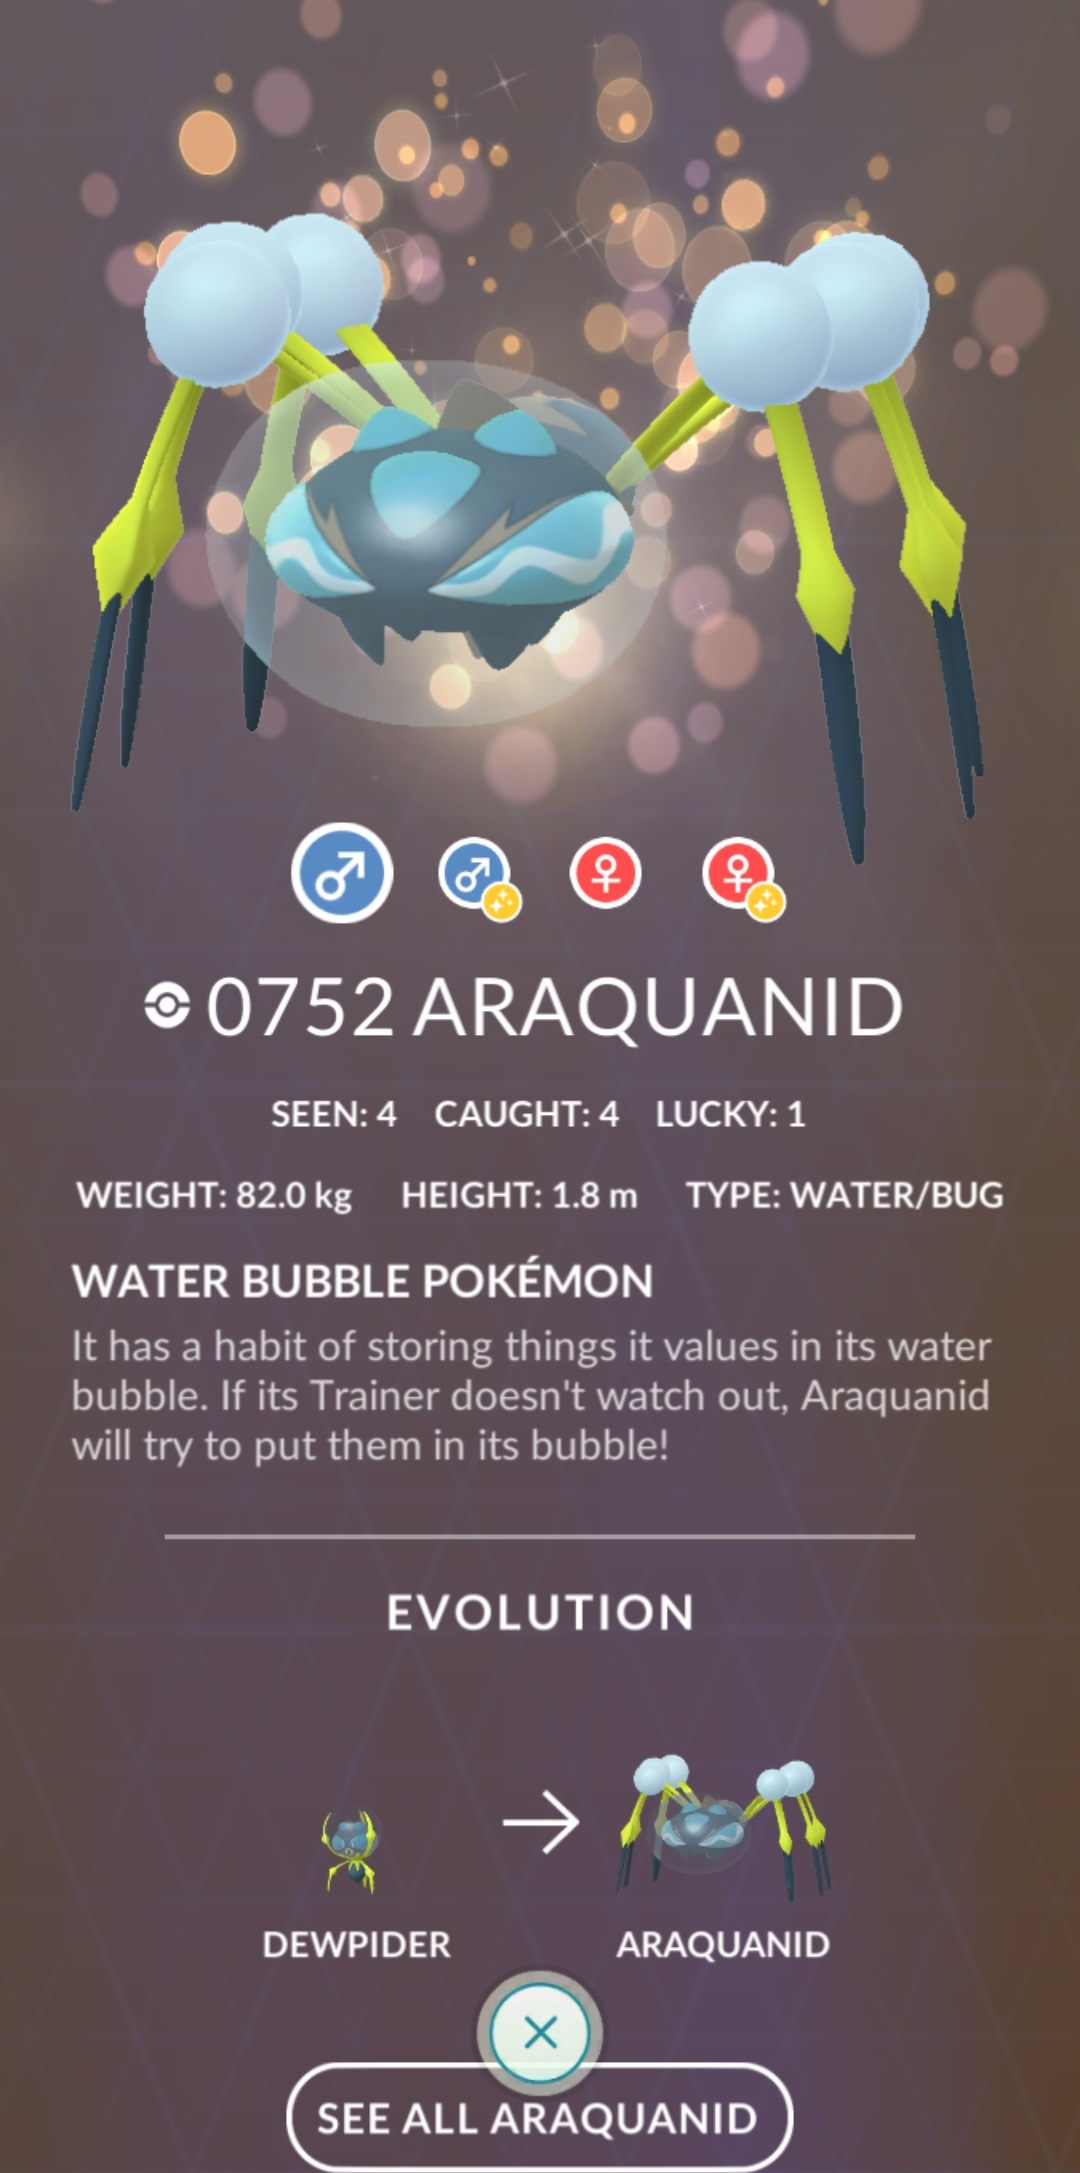 0752 ARAQUANID
SEEN: 4 CAUGHT: 4 LUCKY: 1
WEIGHT: 82.0 kg HEIGHT: 1.8 m TYPE: WATER/BUG
WATER BUBBLE POKÉMON
It has a habit of storing things it values in its water
bubble. If its Trainer doesn't watch out, Araquanid
will try to put them in its bubble!
EVOLUTION
DEWPIDER ARAQUANID
SEE ALL ARAQUANID